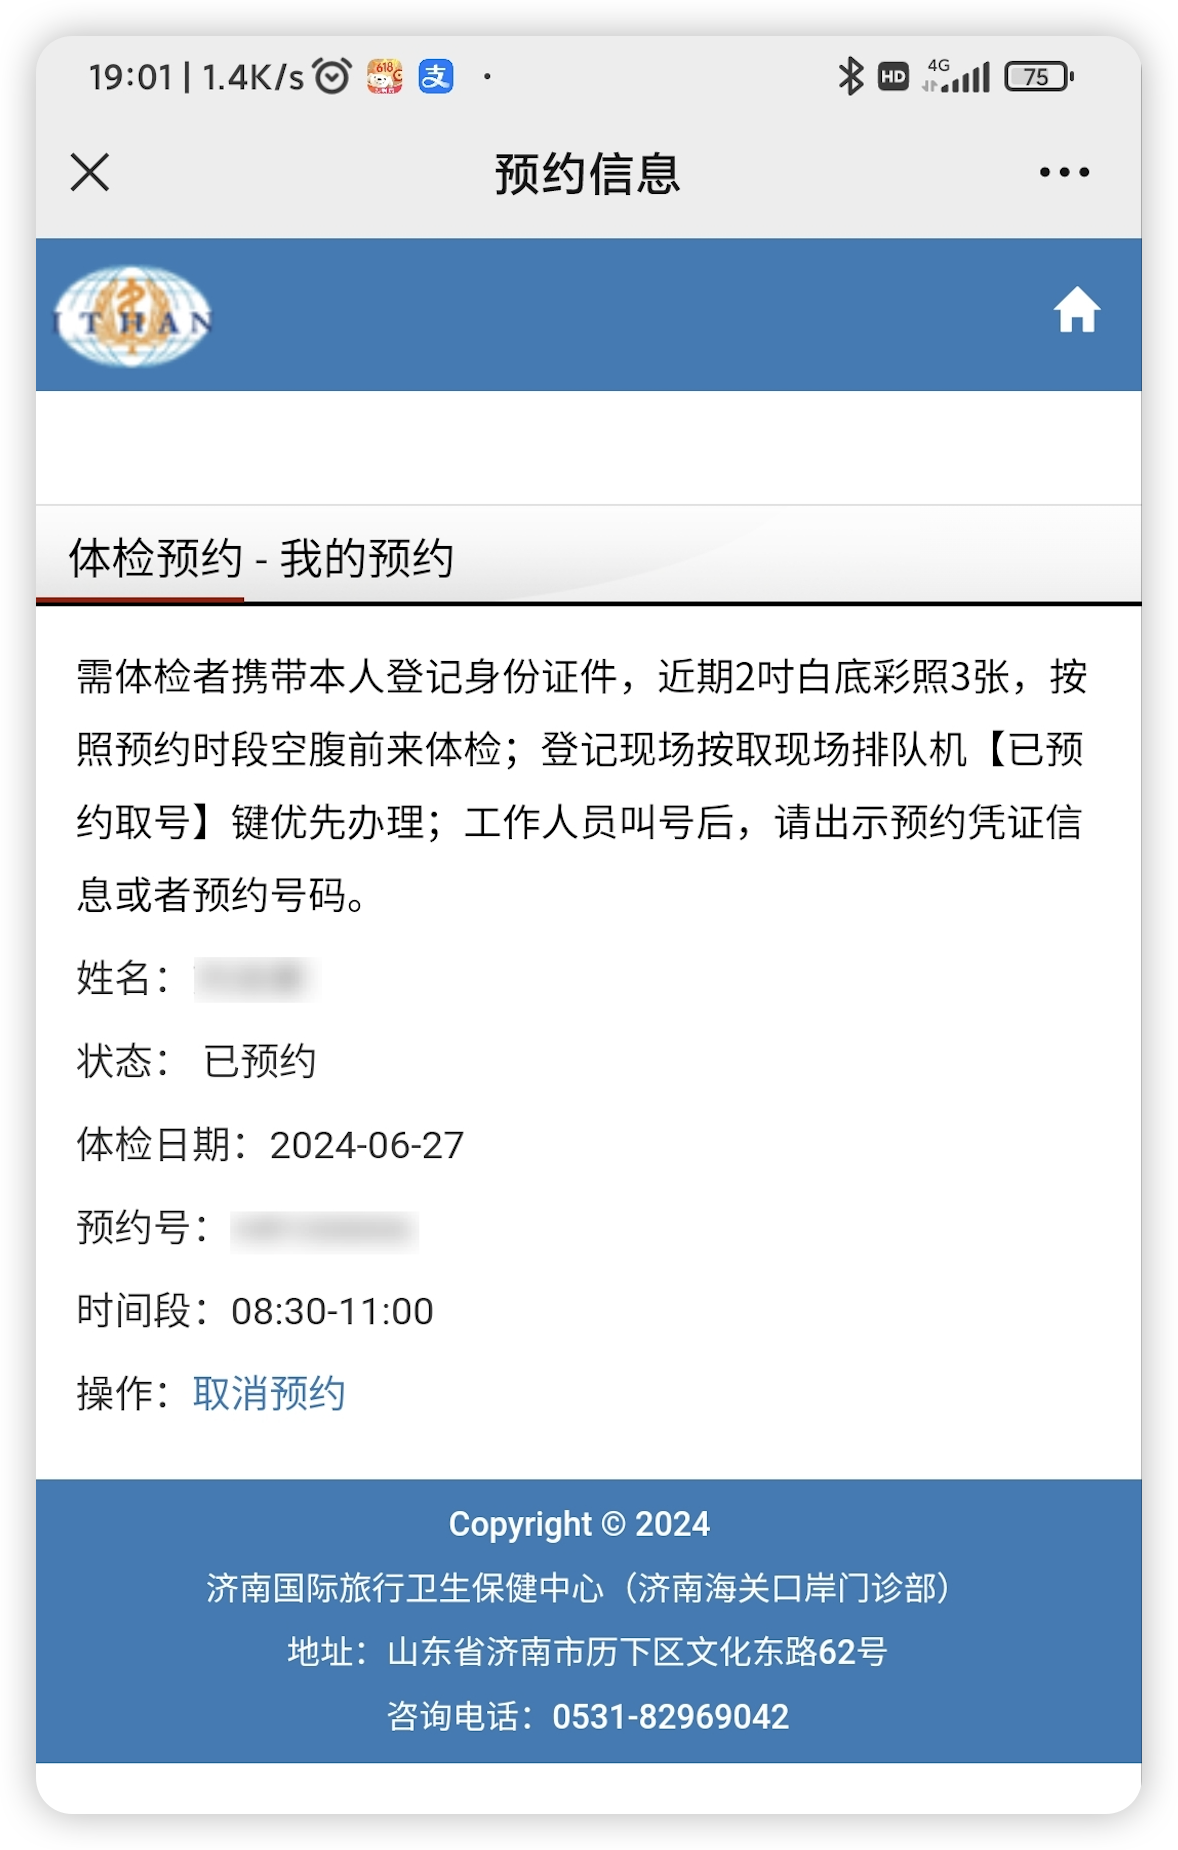 19:01 | 1.4K/s
618
支
HD
4G
75
预约信息
ITHAN
体检预约 - 我的预约
需体检者携带本人登记身份证件，近期2吋白底彩照3张，按
照预约时段空腹前来体检；登记现场按取现场排队机【已预
约取号】键优先办理；工作人员叫号后，请出示预约凭证信
息或者预约号码。
姓名：
状态： 已预约
体检日期：2024-06-27
预约号：
时间段：08:30-11:00
操作：取消预约
Copyright © 2024
济南国际旅行卫生保健中心（济南海关口岸门诊部）
地址：山东省济南市历下区文化东路62号
咨询电话：0531-82969042